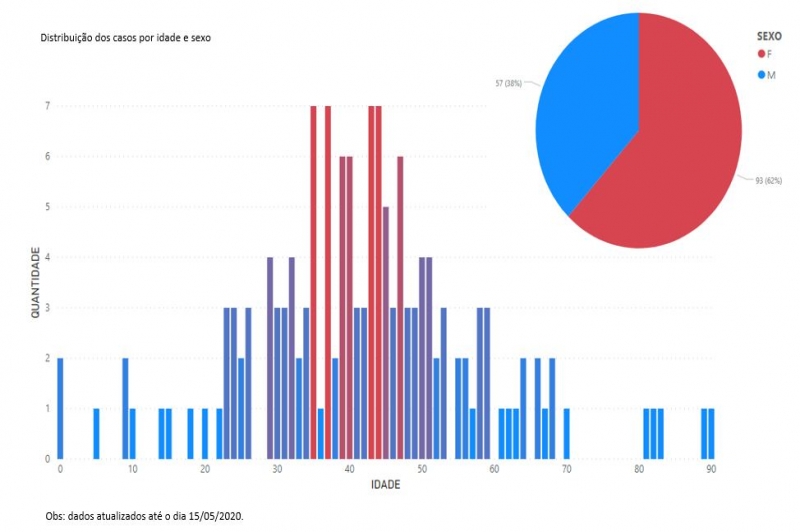 Distribuição dos casos por idade e sexo
SEXO
F
M
57 (38%)
93 (62%)
QUANTIDADE
7
6
5
4
3
2
1
0
0 10 20 30 40 50 60 70 80 90
IDADE
Obs: dados atualizados até o dia 15/05/2020.